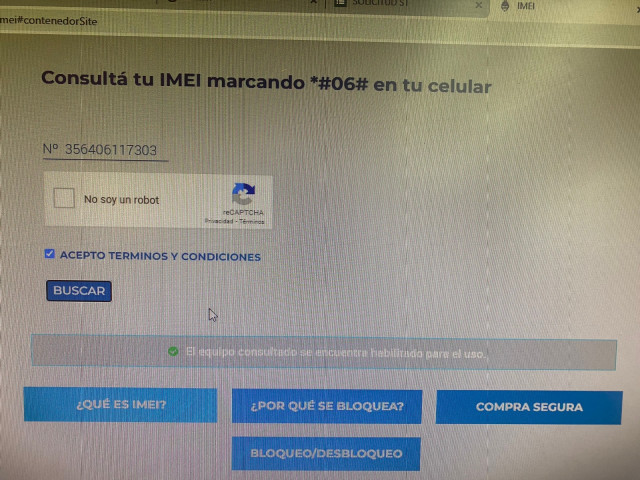 SOLICITUD ST
IMEI
mei#contenedorSite
Consultá tu IMEI marcando *#06# en tu celular
Nº 356406117303
No soy un robot
reCAPTCHA
Privacidad - Términos
ACEPTO TERMINOS Y CONDICIONES
BUSCAR
El equipo consultado se encuentra habilitado para el uso.
¿QUÉ ES IMEI?
¿POR QUÉ SE BLOQUEA?
COMPRA SEGURA
BLOQUEO/DESBLOQUEO